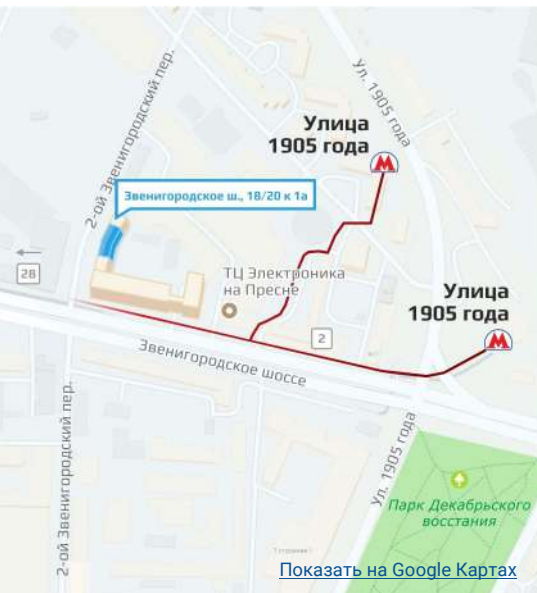 2-ой Звенигородский пер.
Ул. 1905 года
Улица
1905 года
М
Звенигородское ш., 18/20 к 1а
28
ТЦ Электроника
на Пресне
Улица
1905 года
М
2
Звенигородское шоссе
2-ой Звенигородский пер.
Ул. 1905 года
Парк Декабрьского
восстания
Показать на Google Картах